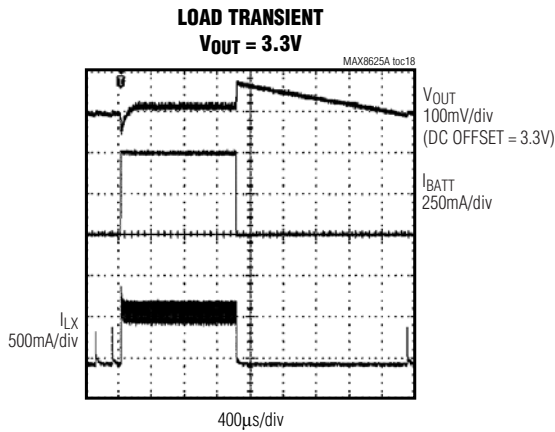 LOAD TRANSIENT
VOUT = 3.3V
MAX8625A toc18
VOUT
100mV/div
(DC OFFSET = 3.3V)
IBATT
250mA/div
ILX
500mA/div
400μs/div